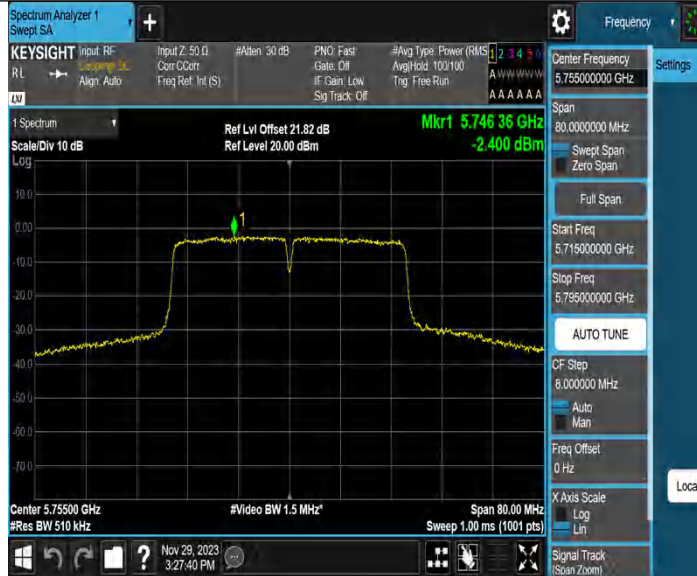 Spectrum Analyzer 1
Swept SA
+
Frequency
KEYSIGHT
RL
Input: RF
Align: Auto
Input Z: 50 Ω
Corr CCorr
Freq Ref: Int (S)
#Atten: 30 dB
PNO: Fast
Gate: Off
IF Gain: Low
Sig Track: Off
#Avg Type: Power (RMS
Avg|Hold: 100/100
Trig: Free Run
1 2 3 4 5 6
A W W W W W
A A A A A A
1 Spectrum
Scale/Div 10 dB
Log
Ref Lvl Offset 21.82 dB
Ref Level 20.00 dBm
Mkr1 5.746 36 GHz
-2.400 dBm
1
10.0
0.00
-10.0
-20.0
-30.0
-40.0
-50.0
-60.0
-70.0
Center 5.75500 GHz
#Res BW 510 kHz
#Video BW 1.5 MHz*
Span 80.00 MHz
Sweep 1.00 ms (1001 pts)
?
Nov 29, 2023
3:27:40 PM
Center Frequency
5.755000000 GHz
Span
80.0000000 MHz
Swept Span
Zero Span
Full Span
Start Freq
5.715000000 GHz
Stop Freq
5.795000000 GHz
AUTO TUNE
CF Step
8.000000 MHz
Auto
Man
Freq Offset
0 Hz
X Axis Scale
Log
Lin
Signal Track
(Span Zoom)
Settings
Loca